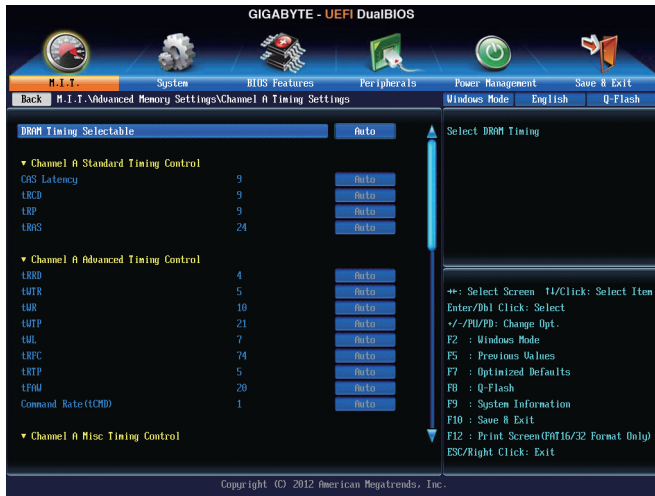 GIGABYTE - UEFI DualBIOS
M.I.T. System BIOS Features Peripherals Power Management Save & Exit
Back M.I.T.\Advanced Memory Settings\Channel A Timing Settings Windows Mode English Q-Flash
DRAM Timing Selectable Auto
▼ Channel A Standard Timing Control
CAS Latency 9 Auto
tRCD 9 Auto
tRP 9 Auto
tRAS 24 Auto
▼ Channel A Advanced Timing Control
tRRD 4 Auto
tWTR 5 Auto
tWR 10 Auto
tWTP 21 Auto
tWL 7 Auto
tRFC 74 Auto
tRTP 5 Auto
tFAW 20 Auto
Command Rate(tCMD) 1 Auto
▼ Channel A Misc Timing Control
Select DRAM Timing
→←: Select Screen ↑↓/Click: Select Item
Enter/Dbl Click: Select
+/-/PU/PD: Change Opt.
F2 : Windows Mode
F5 : Previous Values
F7 : Optimized Defaults
F8 : Q-Flash
F9 : System Information
F10 : Save & Exit
F12 : Print Screen(FAT16/32 Format Only)
ESC/Right Click: Exit
Copyright (C) 2012 American Megatrends, Inc.